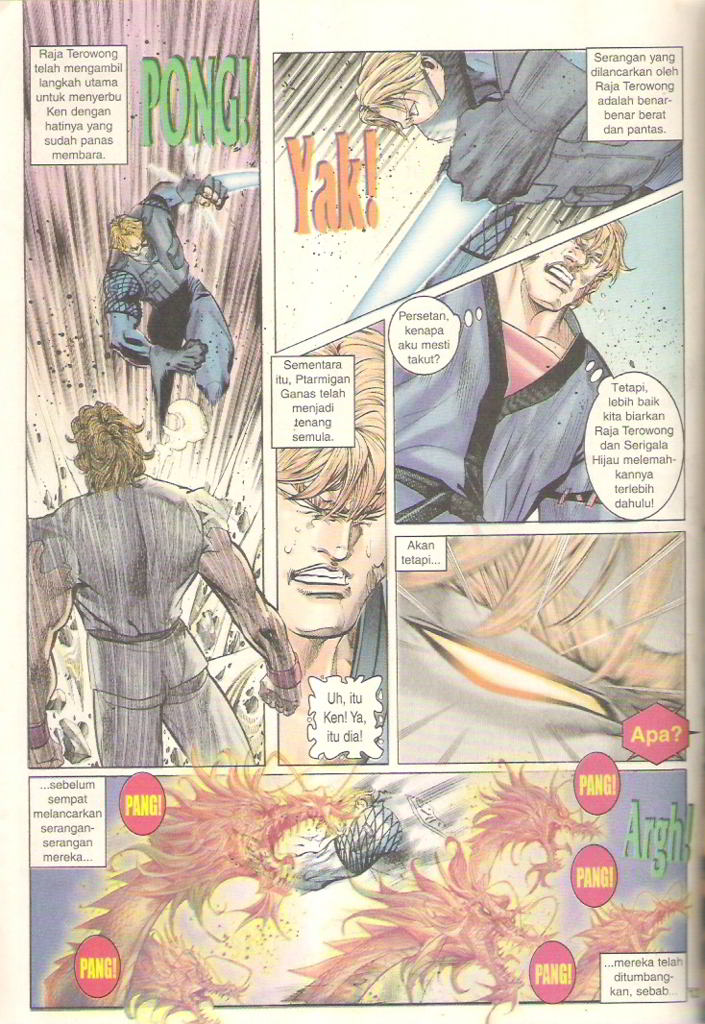 Raja Terowong
telah mengambil
langkah utama
untuk menyerbu
Ken dengan
hatinya yang
sudah panas
membara.
PONG!
Serangan yang
dilancarkan oleh
Raja Terowong
adalah benar-
benar berat
dan pantas.
Yak!
Persetan,
kenapa
aku mesti
takut?
Tetapi,
lebih baik
kita biarkan
Raja Terowong
dan Serigala
Hijau melemah-
kannya
terlebih
dahulu!
Sementara
itu, Ptarmigan
Ganas telah
menjadi
tenang
semula.
Uh, itu
Ken! Ya,
itu dia!
Akan
tetapi...
Apa?
...sebelum
sempat
melancarkan
serangan-
serangan
mereka...
PANG!
PANG!
Argh!
PANG!
PANG!
PANG!
...mereka telah
ditumbang-
kan, sebab...